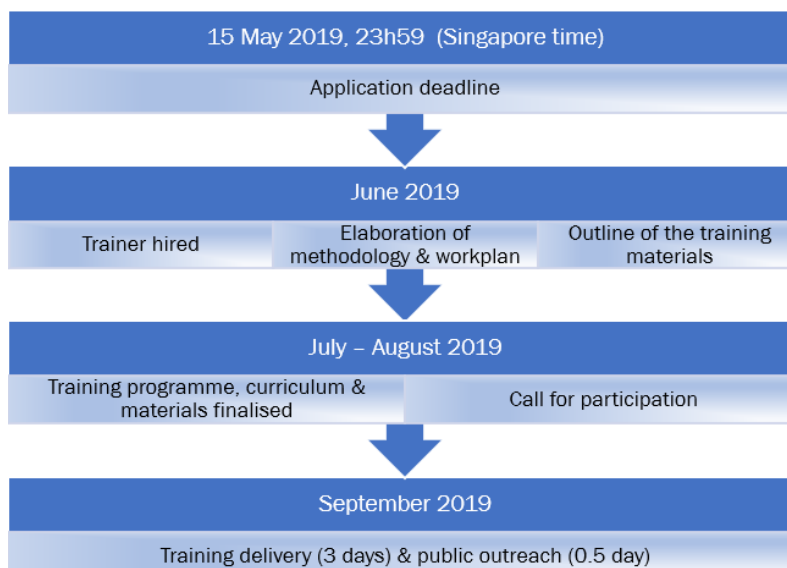 15 May 2019, 23h59 (Singapore time)
Application deadline
June 2019
Trainer hired
Elaboration of
methodology & workplan
Outline of the training
materials
July – August 2019
Training programme, curriculum &
materials finalised
Call for participation
September 2019
Training delivery (3 days) & public outreach (0.5 day)